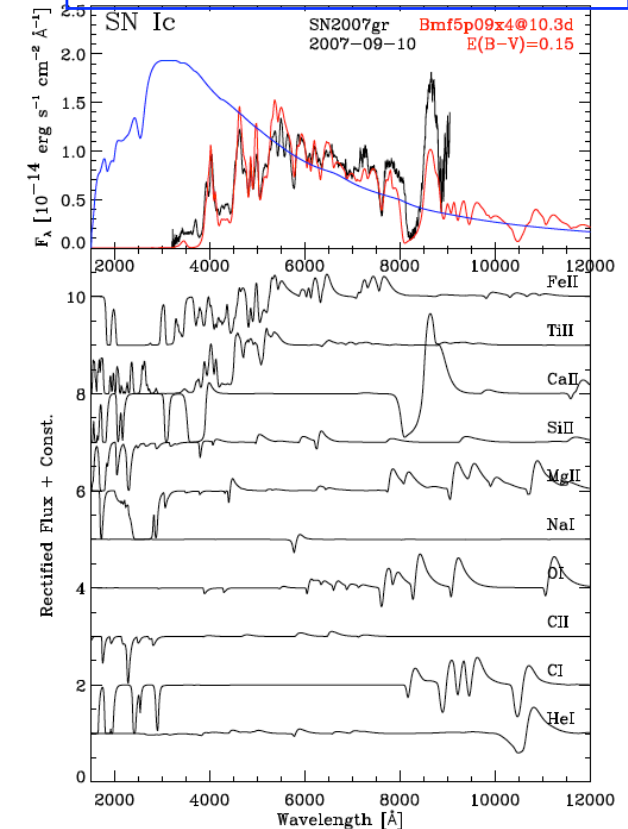 SN Ic
SN2007gr Bmf5p09x4@10.3d
2007-09-10 E(B-V)=0.15
2.5
2.0
1.5
1.0
0.5
0.0
F_λ [10^-14 erg s^-1 cm^-2 Å^-1]
2000 4000 6000 8000 10000 12000
FeII
10
TiII
CaII
8
SiII
MgII
6
NaI
OI
4
CII
CI
2
HeI
0
Rectified Flux + Const.
2000 4000 6000 8000 10000 12000
Wavelength [Å]